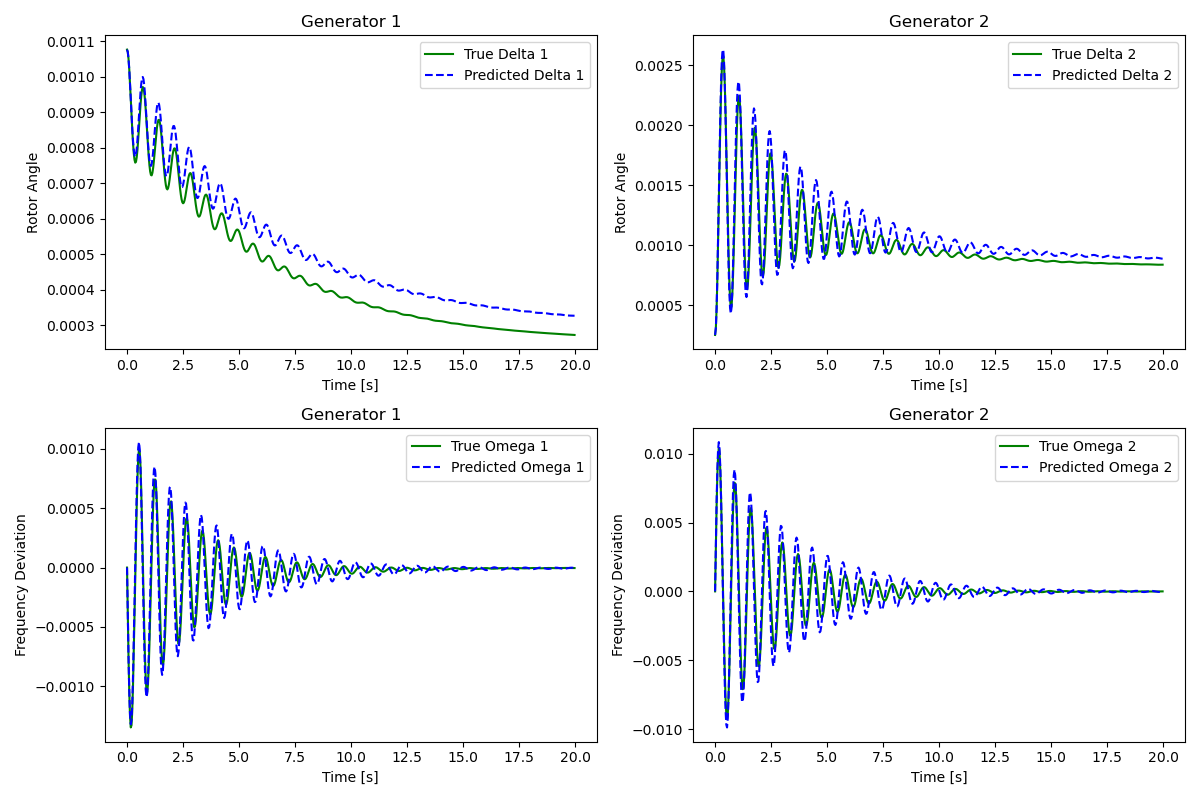 Generator 1
Rotor Angle
0.0011
0.0010
0.0009
0.0008
0.0007
0.0006
0.0005
0.0004
0.0003
True Delta 1
Predicted Delta 1
0.0 2.5 5.0 7.5 10.0 12.5 15.0 17.5 20.0
Time [s]
Generator 2
Rotor Angle
0.0025
0.0020
0.0015
0.0010
0.0005
True Delta 2
Predicted Delta 2
0.0 2.5 5.0 7.5 10.0 12.5 15.0 17.5 20.0
Time [s]
Generator 1
Frequency Deviation
0.0010
0.0005
0.0000
−0.0005
−0.0010
True Omega 1
Predicted Omega 1
0.0 2.5 5.0 7.5 10.0 12.5 15.0 17.5 20.0
Time [s]
Generator 2
Frequency Deviation
0.010
0.005
0.000
−0.005
−0.010
True Omega 2
Predicted Omega 2
0.0 2.5 5.0 7.5 10.0 12.5 15.0 17.5 20.0
Time [s]